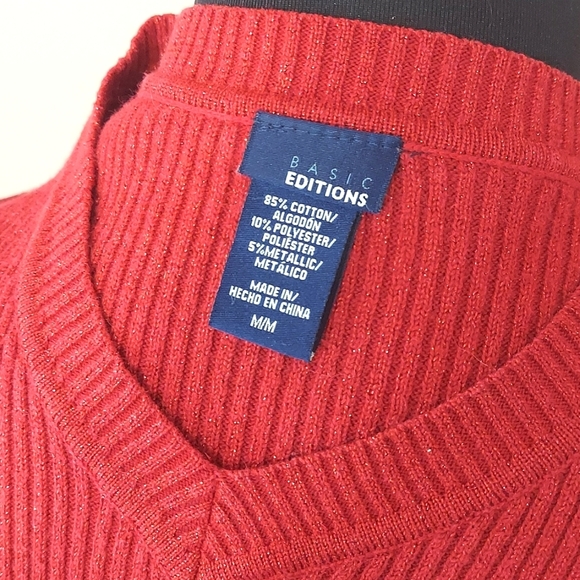 BASIC
EDITIONS
85% COTTON/
ALGODÓN
10% POLYESTER/
POLIÉSTER
5%METALLIC/
METÁLICO
MADE IN/
HECHO EN CHINA
M/M